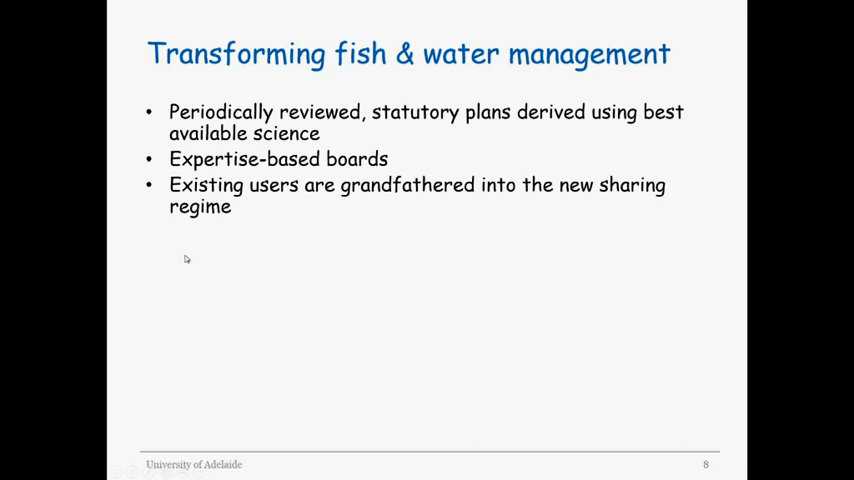 Transforming fish & water management
• Periodically reviewed, statutory plans derived using best
available science
• Expertise-based boards
• Existing users are grandfathered into the new sharing
regime
University of Adelaide
8